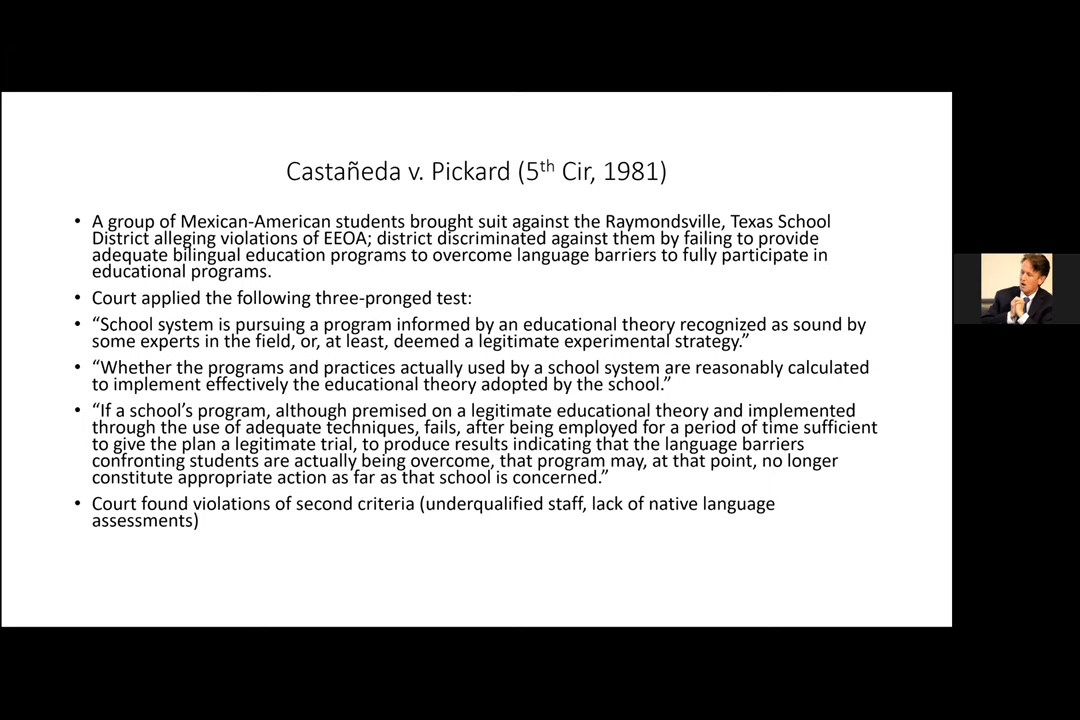 Castañeda v. Pickard (5th Cir, 1981)
• A group of Mexican-American students brought suit against the Raymondsville, Texas School
District alleging violations of EEOA; district discriminated against them by failing to provide
adequate bilingual education programs to overcome language barriers to fully participate in
educational programs.
• Court applied the following three-pronged test:
• “School system is pursuing a program informed by an educational theory recognized as sound by
some experts in the field, or, at least, deemed a legitimate experimental strategy.”
• “Whether the programs and practices actually used by a school system are reasonably calculated
to implement effectively the educational theory adopted by the school.”
• “If a school’s program, although premised on a legitimate educational theory and implemented
through the use of adequate techniques, fails, after being employed for a period of time sufficient
to give the plan a legitimate trial, to produce results indicating that the language barriers
confronting students are actually being overcome, that program may, at that point, no longer
constitute appropriate action as far as that school is concerned.”
• Court found violations of second criteria (underqualified staff, lack of native language
assessments)